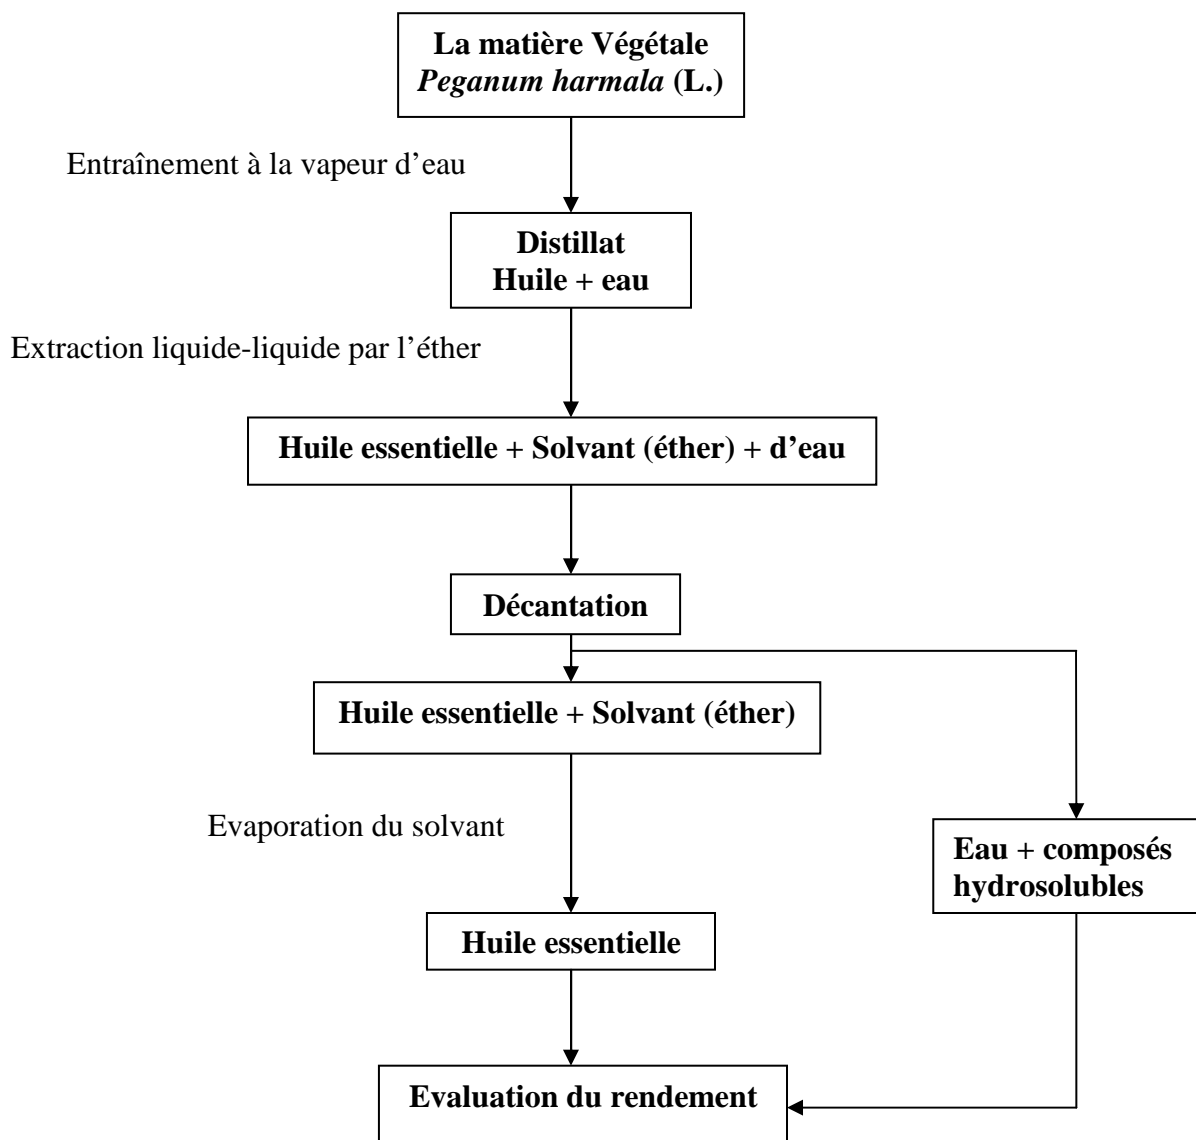 La matière Végétale
Peganum harmala (L.)
Entraînement à la vapeur d’eau
Distillat
Huile + eau
Extraction liquide-liquide par l’éther
Huile essentielle + Solvant (éther) + d’eau
Décantation
Huile essentielle + Solvant (éther)
Evaporation du solvant
Eau + composés
hydrosolubles
Huile essentielle
Evaluation du rendement